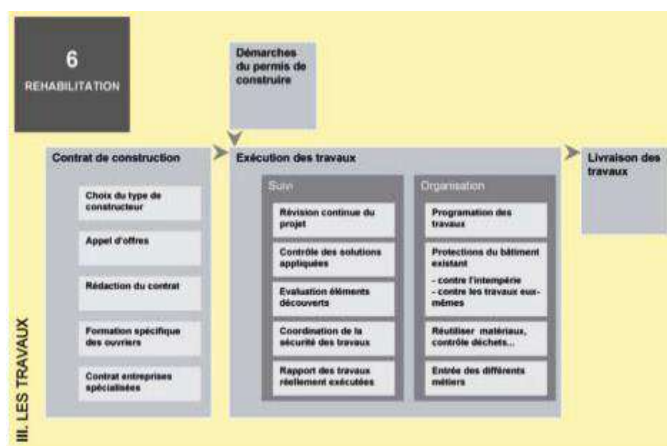 6
REHABILITATION
Démarches
du permis de
construire
Contrat de construction
Choix du type de
constructeur
Appel d'offres
Rédaction du contrat
Formation spécifique
des ouvriers
Contrat entreprises
spécialisées
Exécution des travaux
Suivi
Révision continue du
projet
Contrôle des solutions
appliquées
Evaluation éléments
découverts
Coordination de la
sécurité des travaux
Rapport des travaux
réellement exécutées
Organisation
Programation des
travaux
Protections du bâtiment
existant
- contre l'intempérie
- contre les travaux eux-
mêmes
Réutiliser matériaux,
contrôle déchets...
Entrée des différents
métiers
Livraison des
travaux
III. LES TRAVAUX